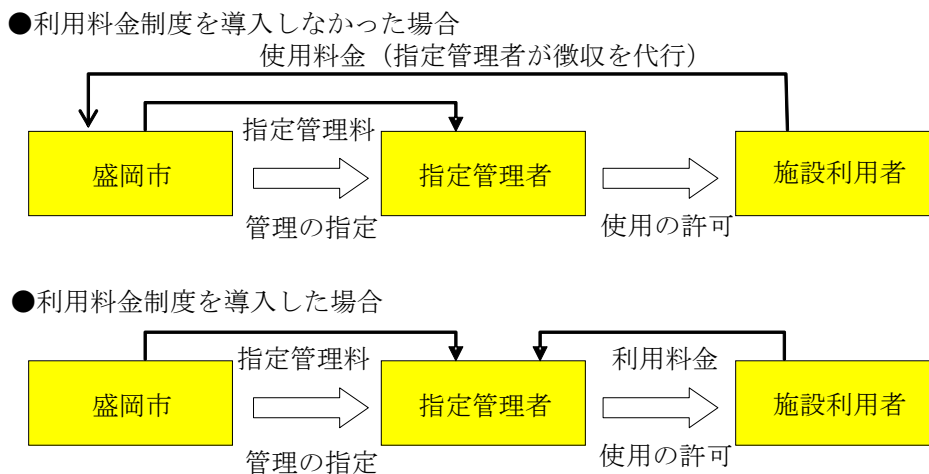 ●利用料金制度を導入しなかった場合
使用料金（指定管理者が徴収を代行）
指定管理料
盛岡市
指定管理者
施設利用者
管理の指定
使用の許可
●利用料金制度を導入した場合
指定管理料
利用料金
盛岡市
指定管理者
施設利用者
管理の指定
使用の許可